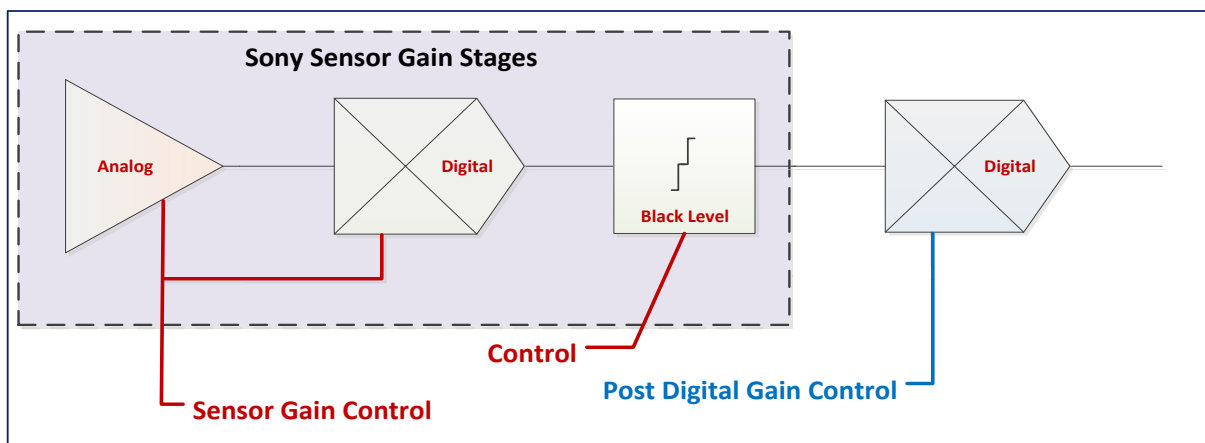 Sony Sensor Gain Stages
Analog
Digital
Black Level
Digital
Control
Post Digital Gain Control
Sensor Gain Control